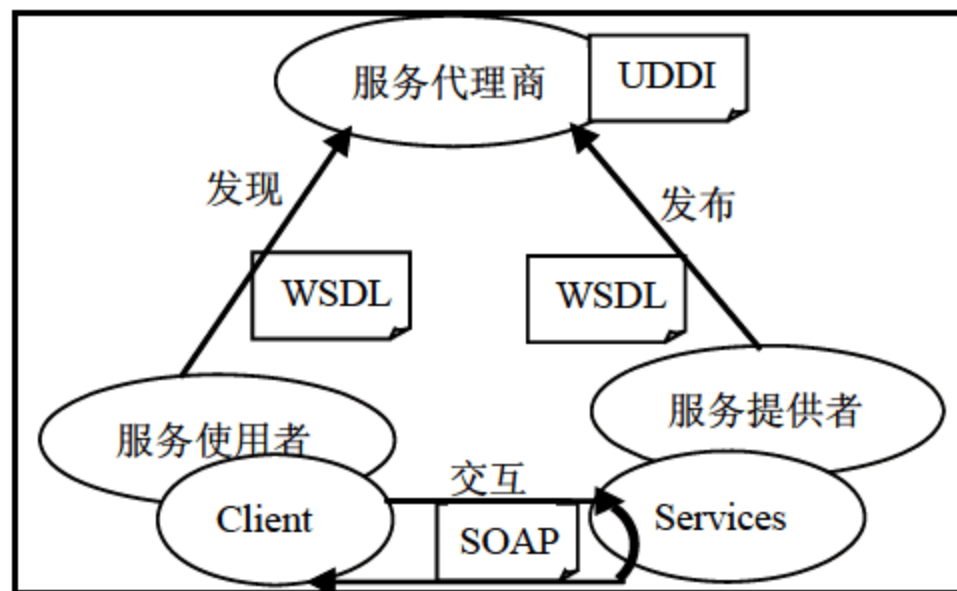 服务代理商
UDDI
发现
发布
WSDL
WSDL
服务使用者
服务提供者
交互
Client
Services
SOAP